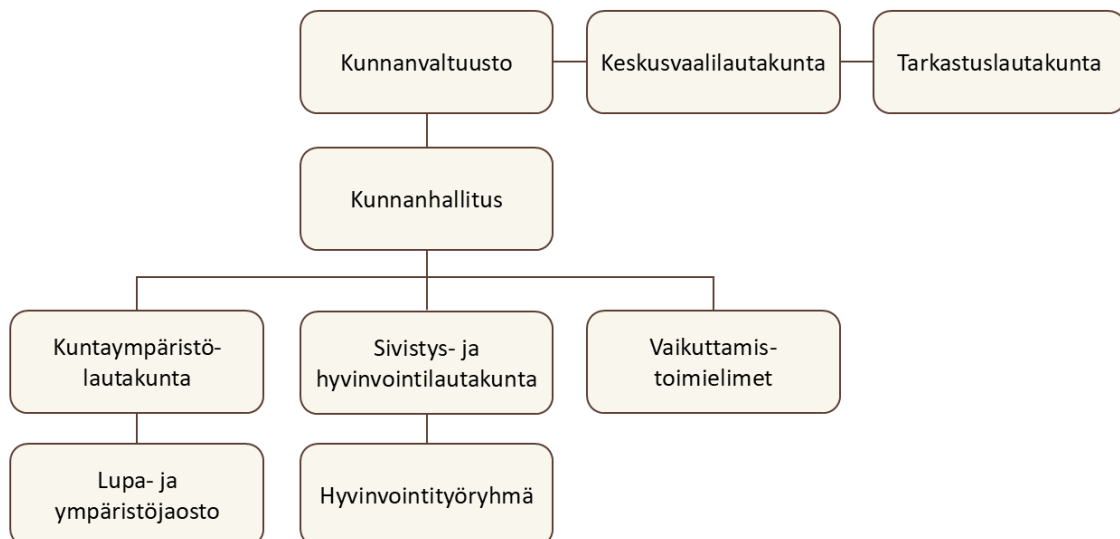 Kunnanvaltuusto
Keskusvaalilautakunta
Tarkastuslautakunta
Kunnanhallitus
Kuntaympäristö-
lautakunta
Sivistys- ja
hyvinvointilautakunta
Vaikuttamis-
toimielimet
Lupa- ja
ympäristöjaosto
Hyvinvointityöryhmä